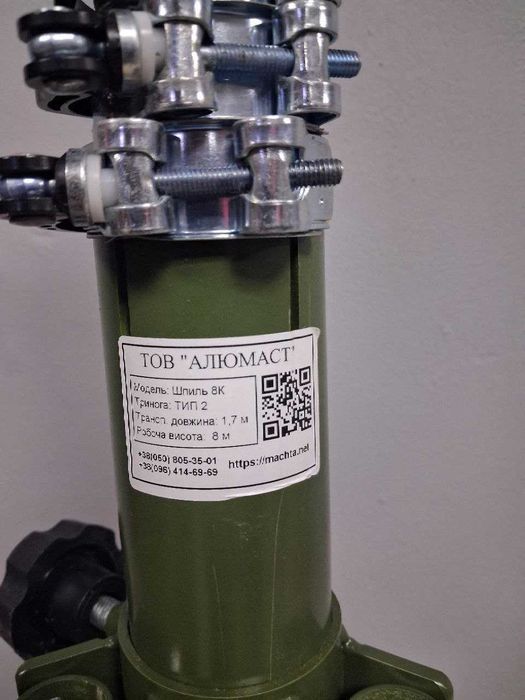 ТОВ "АЛЮМАСТ"
Модель: Шпиль 8К
Тринога: ТИП 2
Трансп. довжина: 1,7 м
Робоча висота: 8 м
+38(050) 805-35-01
+38(096) 414-69-69
https://machta.net